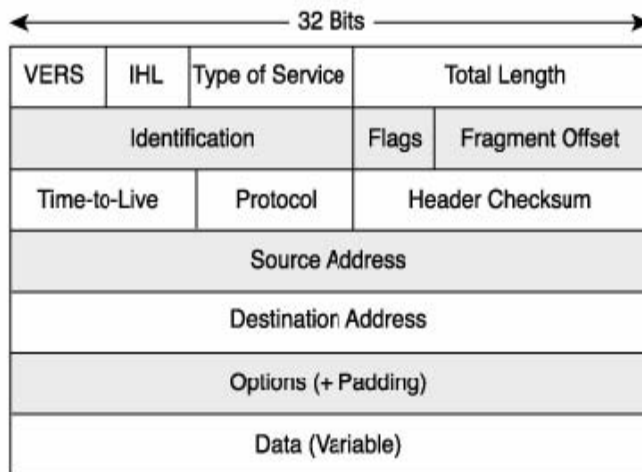 32 Bits
VERS IHL Type of Service Total Length
Identification Flags Fragment Offset
Time-to-Live Protocol Header Checksum
Source Address
Destination Address
Options (+ Padding)
Data (Variable)